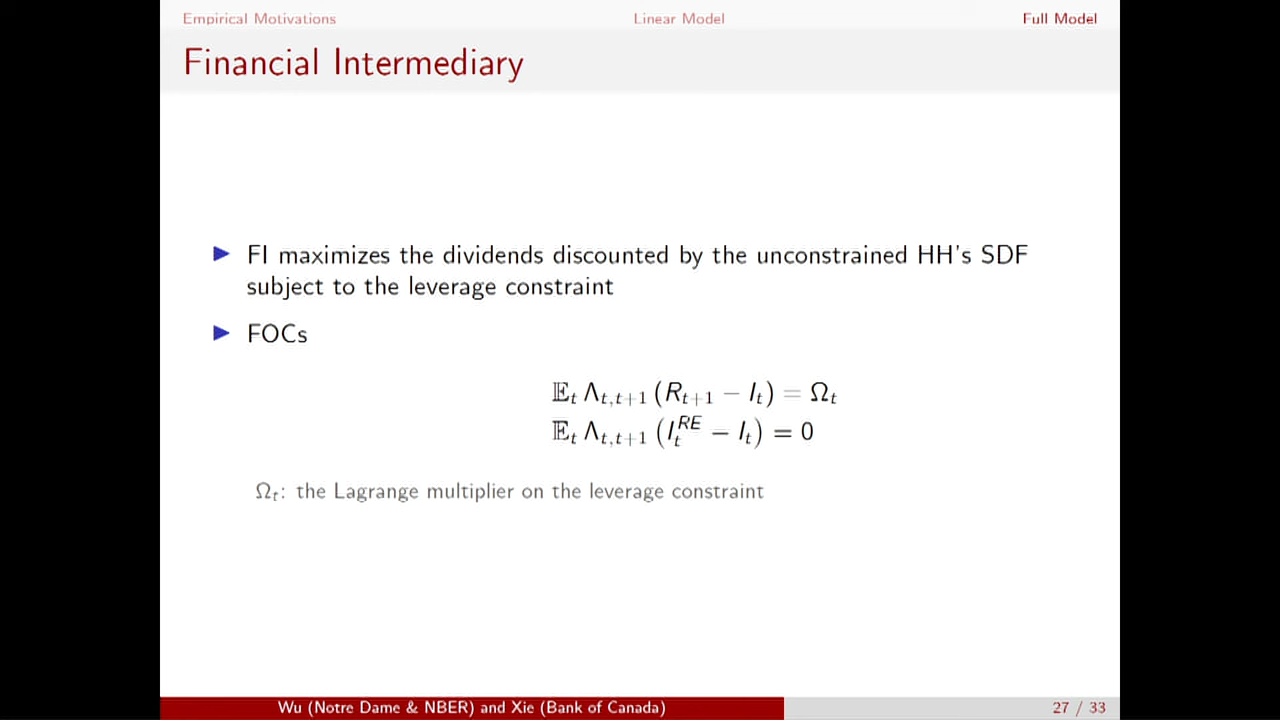 Empirical Motivations Linear Model Full Model
Financial Intermediary
▶ FI maximizes the dividends discounted by the unconstrained HH's SDF
subject to the leverage constraint
▶ FOCs
𝔼ₜ Λₜ,ₜ₊₁ (Rₜ₊₁ − Iₜ) = Ωₜ
𝔼ₜ Λₜ,ₜ₊₁ (Iₜᴿᴱ − Iₜ) = 0
Ωₜ: the Lagrange multiplier on the leverage constraint
Wu (Notre Dame & NBER) and Xie (Bank of Canada) 27 / 33